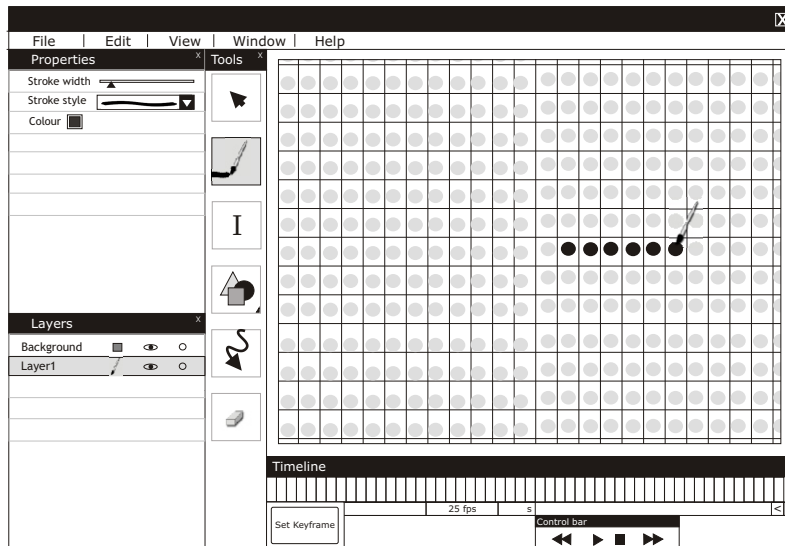 X
File | Edit | View | Window | Help
Properties x
Tools x
Stroke width
Stroke style
Colour
I
Layers x
Background
Layer1
Timeline
25 fps s <
Set Keyframe
Control bar